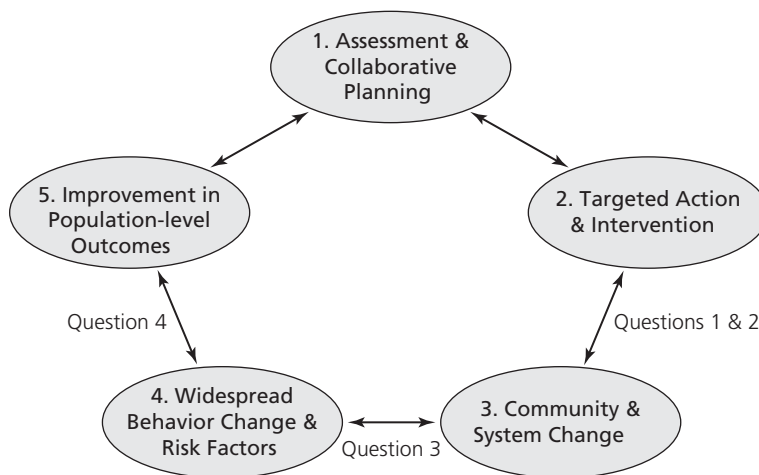 1. Assessment &
Collaborative
Planning
2. Targeted Action
& Intervention
Questions 1 & 2
3. Community &
System Change
Question 3
4. Widespread
Behavior Change &
Risk Factors
Question 4
5. Improvement in
Population-level
Outcomes